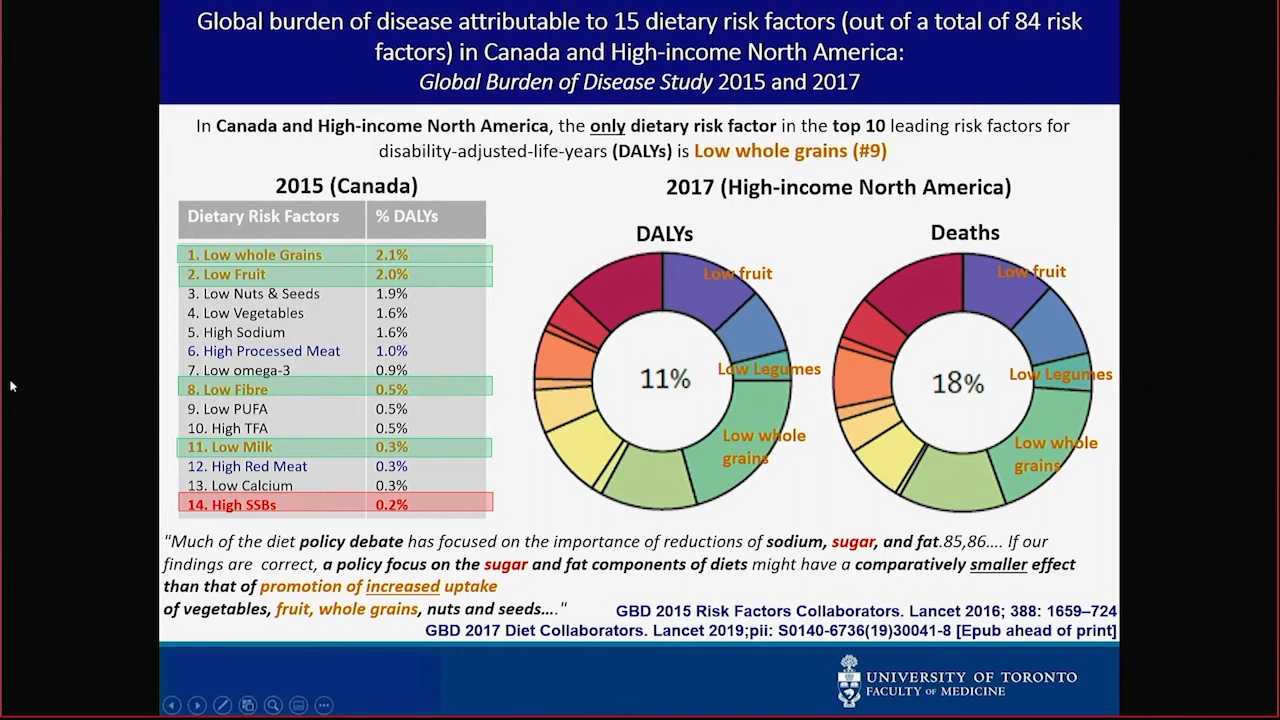 Global burden of disease attributable to 15 dietary risk factors (out of a total of 84 risk
factors) in Canada and High-income North America:
Global Burden of Disease Study 2015 and 2017
In Canada and High-income North America, the only dietary risk factor in the top 10 leading risk factors for
disability-adjusted-life-years (DALYs) is Low whole grains (#9)
2015 (Canada)
Dietary Risk Factors % DALYs
1. Low whole Grains 2.1%
2. Low Fruit 2.0%
3. Low Nuts & Seeds 1.9%
4. Low Vegetables 1.6%
5. High Sodium 1.6%
6. High Processed Meat 1.0%
7. Low omega-3 0.9%
8. Low Fibre 0.5%
9. Low PUFA 0.5%
10. High TFA 0.5%
11. Low Milk 0.3%
12. High Red Meat 0.3%
13. Low Calcium 0.3%
14. High SSBs 0.2%
2017 (High-income North America)
DALYs
Low fruit
Low Legumes
11%
Low whole
grains
Deaths
Low fruit
Low Legumes
18%
Low whole
grains
"Much of the diet policy debate has focused on the importance of reductions of sodium, sugar, and fat.85,86.... If our
findings are correct, a policy focus on the sugar and fat components of diets might have a comparatively smaller effect
than that of promotion of increased uptake
of vegetables, fruit, whole grains, nuts and seeds…."
GBD 2015 Risk Factors Collaborators. Lancet 2016; 388: 1659–724
GBD 2017 Diet Collaborators. Lancet 2019;pii: S0140-6736(19)30041-8 [Epub ahead of print]
UNIVERSITY OF TORONTO
FACULTY OF MEDICINE